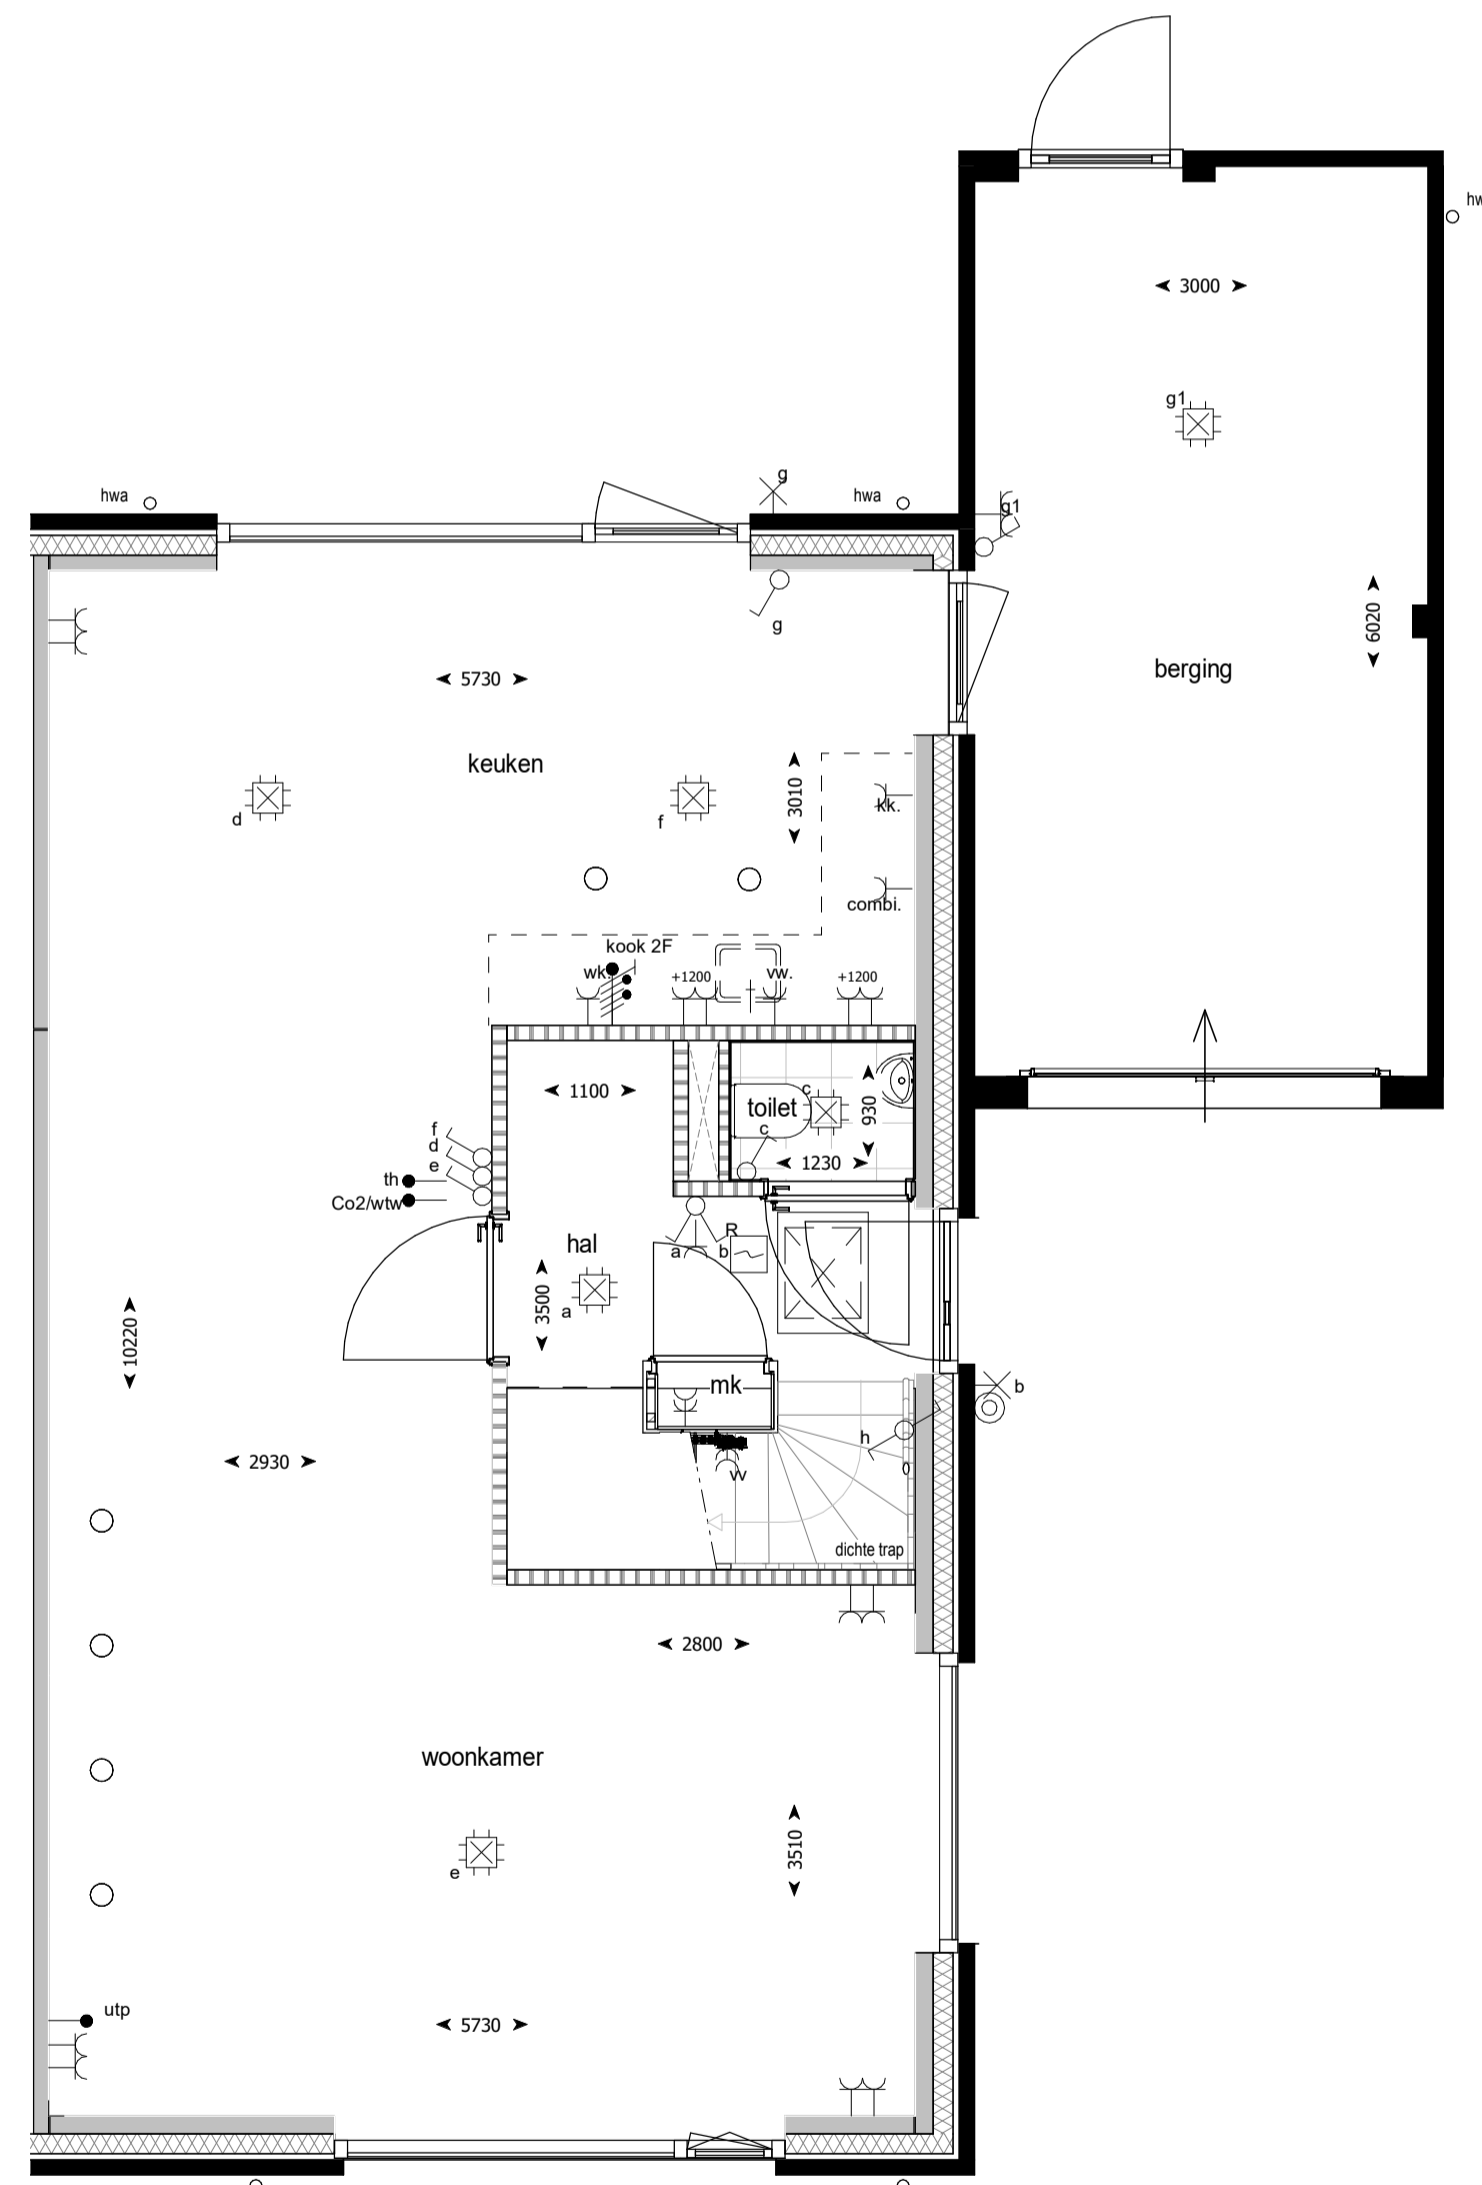 hw
3000
g1
g
hwa
hwa
g1
g
6020
berging
5730
keuken
3010
kk.
d
f
combi.
kook 2F
wk.
+1200
vw.
+1200
1100
c
toilet
930
c
1230
f
d
e
th
Co2/wtw
R
a
b
hal
3500
a
10220
mk
b
h
2930
0
vv
dichte trap
2800
woonkamer
3510
e
utp
5730